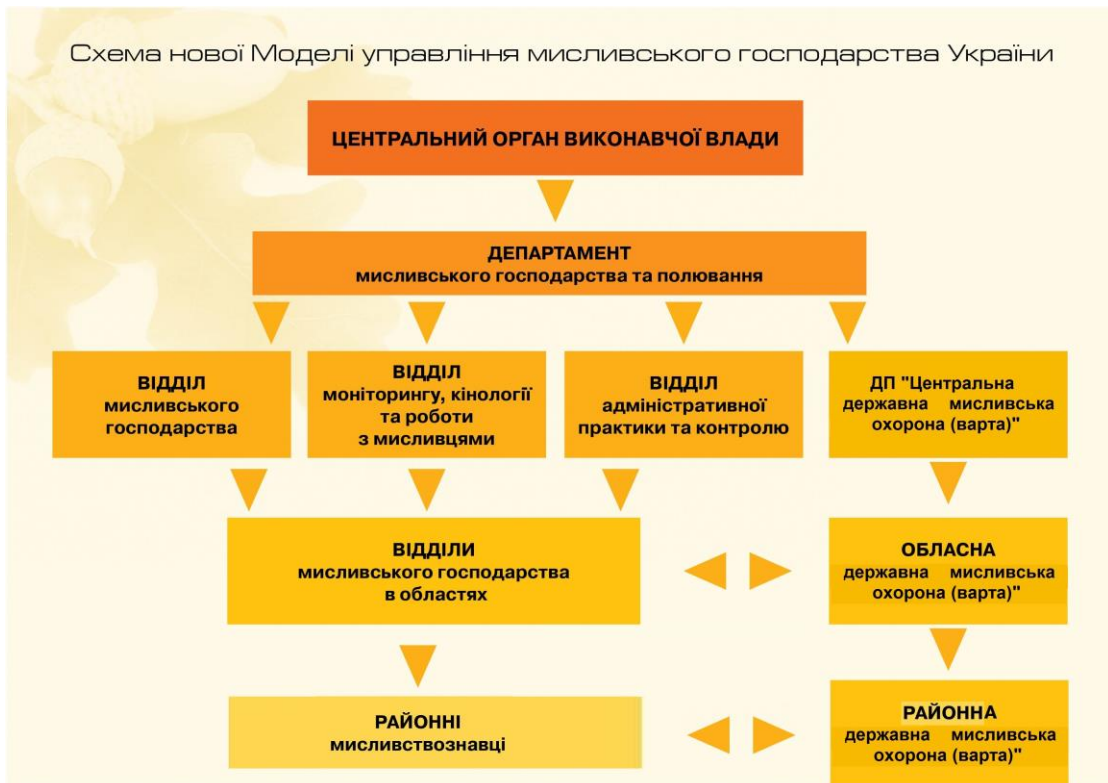 Схема нової Моделі управління мисливського господарства України
ЦЕНТРАЛЬНИЙ ОРГАН ВИКОНАВЧОЇ ВЛАДИ
ДЕПАРТАМЕНТ
мисливського господарства та полювання
ВІДДІЛ
мисливського
господарства
ВІДДІЛ
моніторингу, кінології
та роботи
з мисливцями
ВІДДІЛ
адміністративної
практики та контролю
ДП "Центральна
державна мисливська
охорона (варта)"
ВІДДІЛИ
мисливського господарства
в областях
ОБЛАСНА
державна мисливська
охорона (варта)"
РАЙОННІ
мисливствознавці
РАЙОННА
державна мисливська
охорона (варта)"